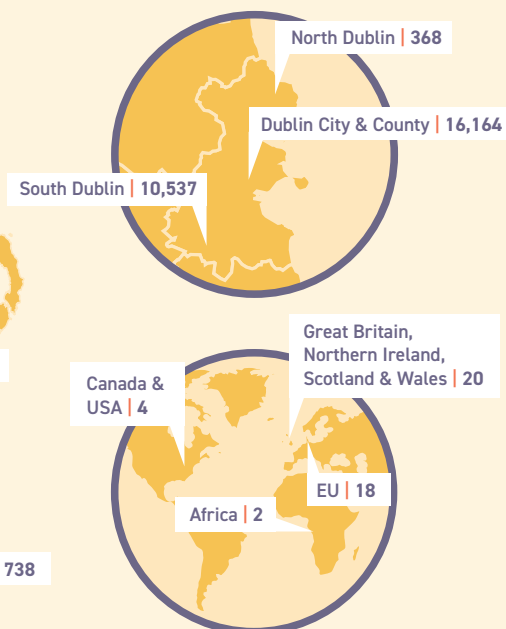 North Dublin | 368
Dublin City & County | 16,164
South Dublin | 10,537
Great Britain,
Northern Ireland,
Scotland & Wales | 20
Canada &
USA | 4
EU | 18
Africa | 2
738